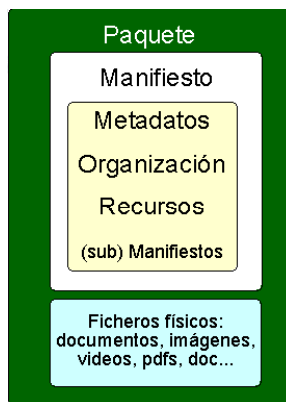 Paquete
Manifiesto
Metadatos
Organización
Recursos
(sub) Manifiestos
Ficheros físicos:
documentos, imágenes,
videos, pdfs, doc...